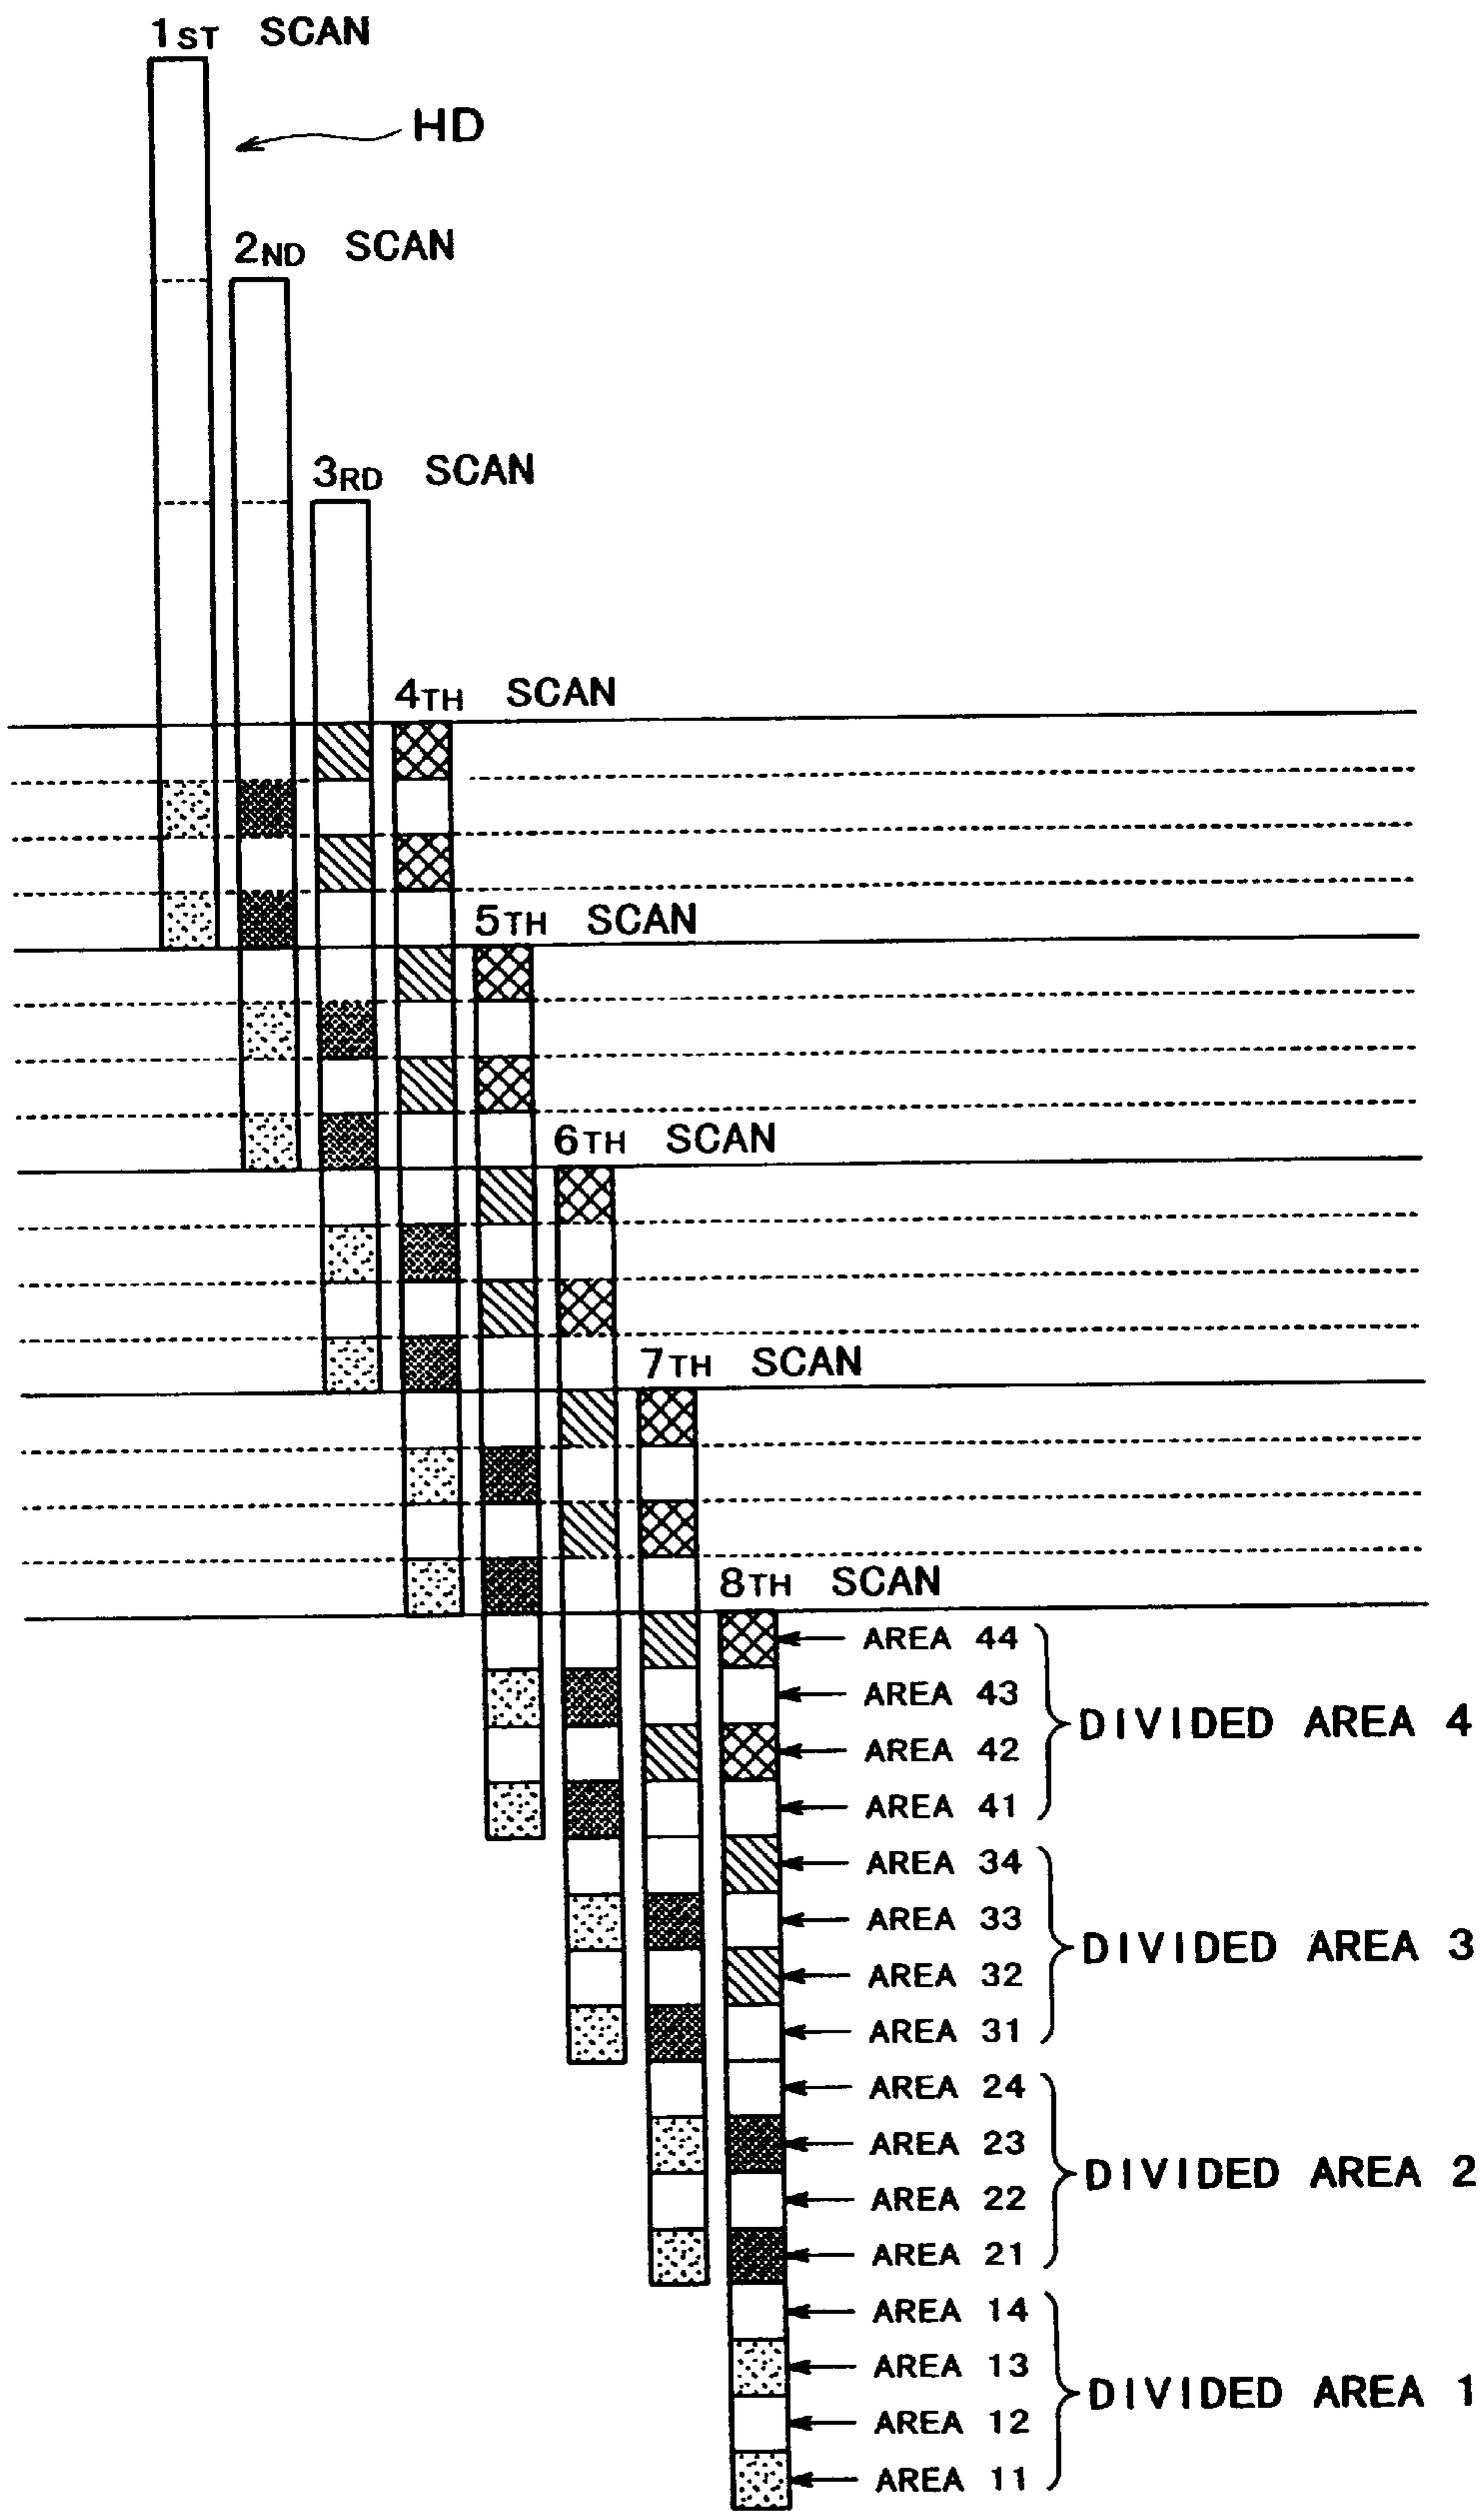 1ST SCAN
HD
2ND SCAN
3RD SCAN
4TH SCAN
5TH SCAN
6TH SCAN
7TH SCAN
8TH SCAN
AREA 44
AREA 43
AREA 42
AREA 41
DIVIDED AREA 4
AREA 34
AREA 33
AREA 32
AREA 31
DIVIDED AREA 3
AREA 24
AREA 23
AREA 22
AREA 21
DIVIDED AREA 2
AREA 14
AREA 13
AREA 12
AREA 11
DIVIDED AREA 1